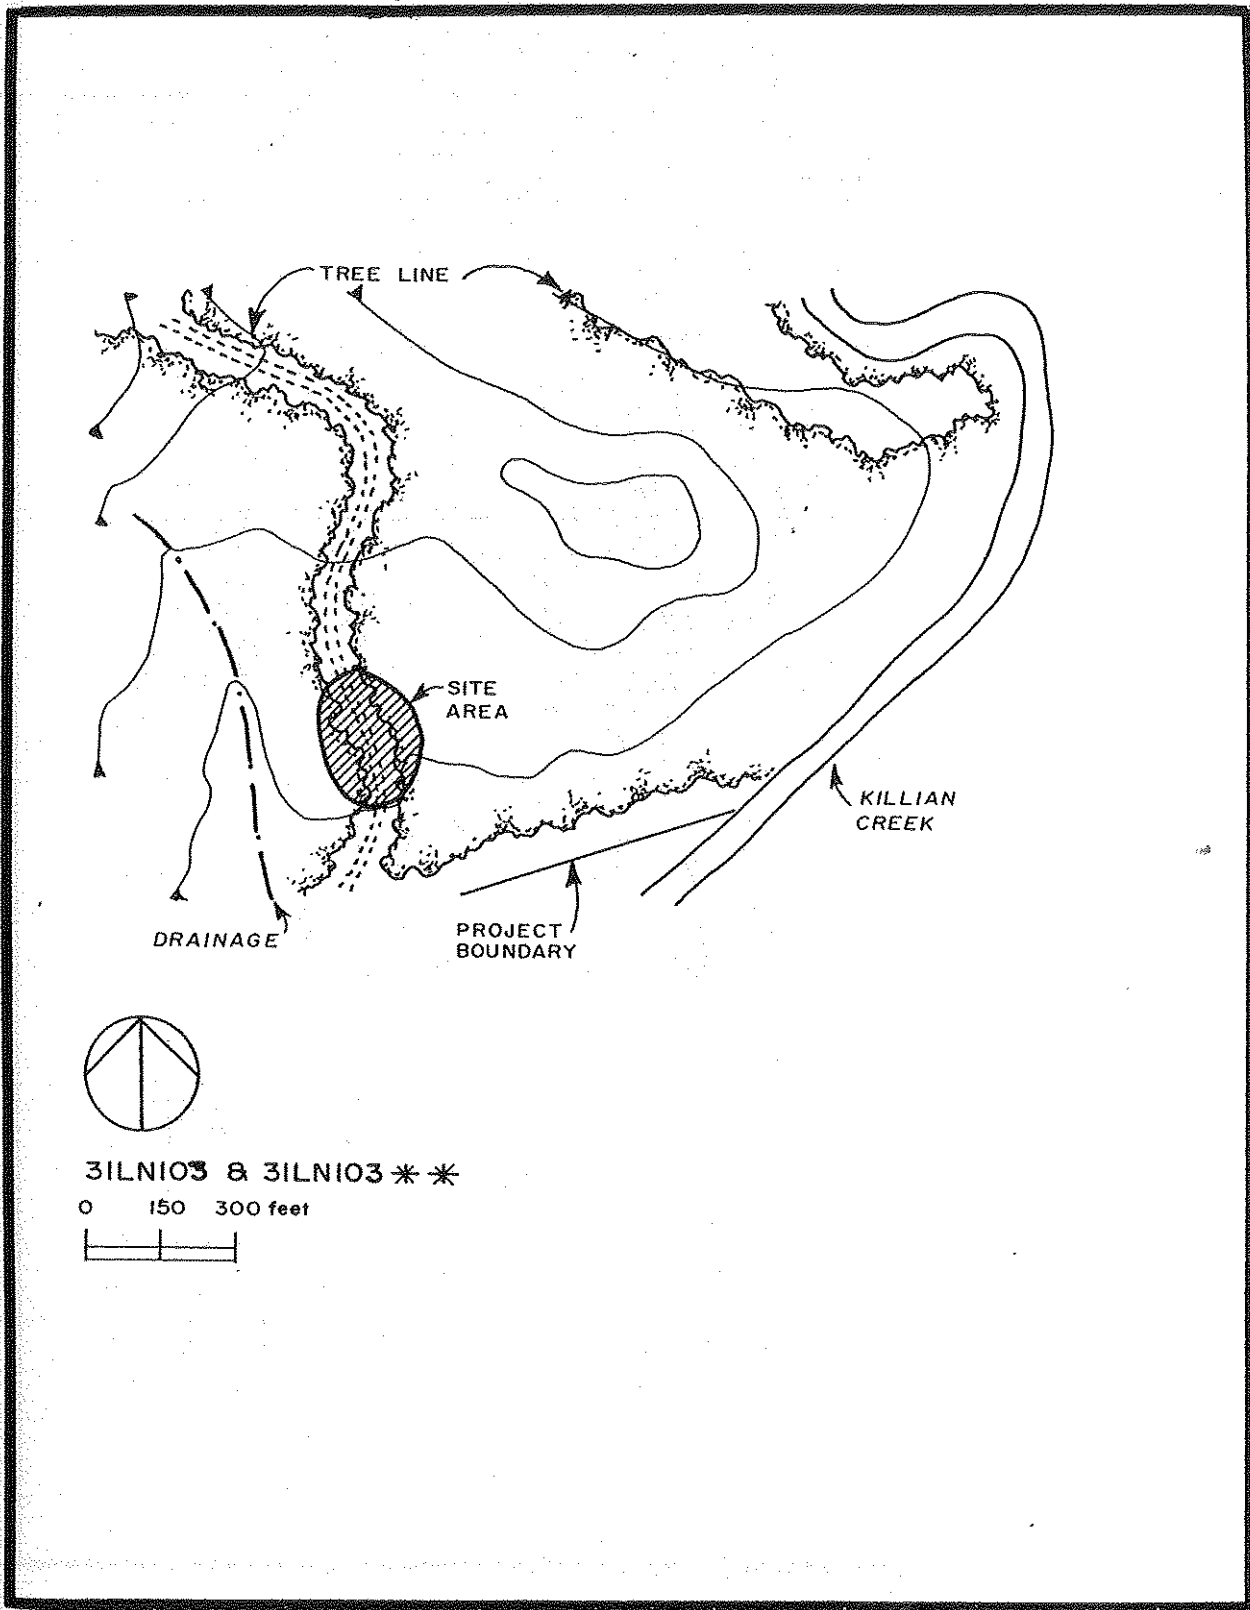 TREE LINE
SITE
AREA
KILLIAN
CREEK
PROJECT
BOUNDARY
DRAINAGE
31LN103 & 31LN103**
0 150 300 feet